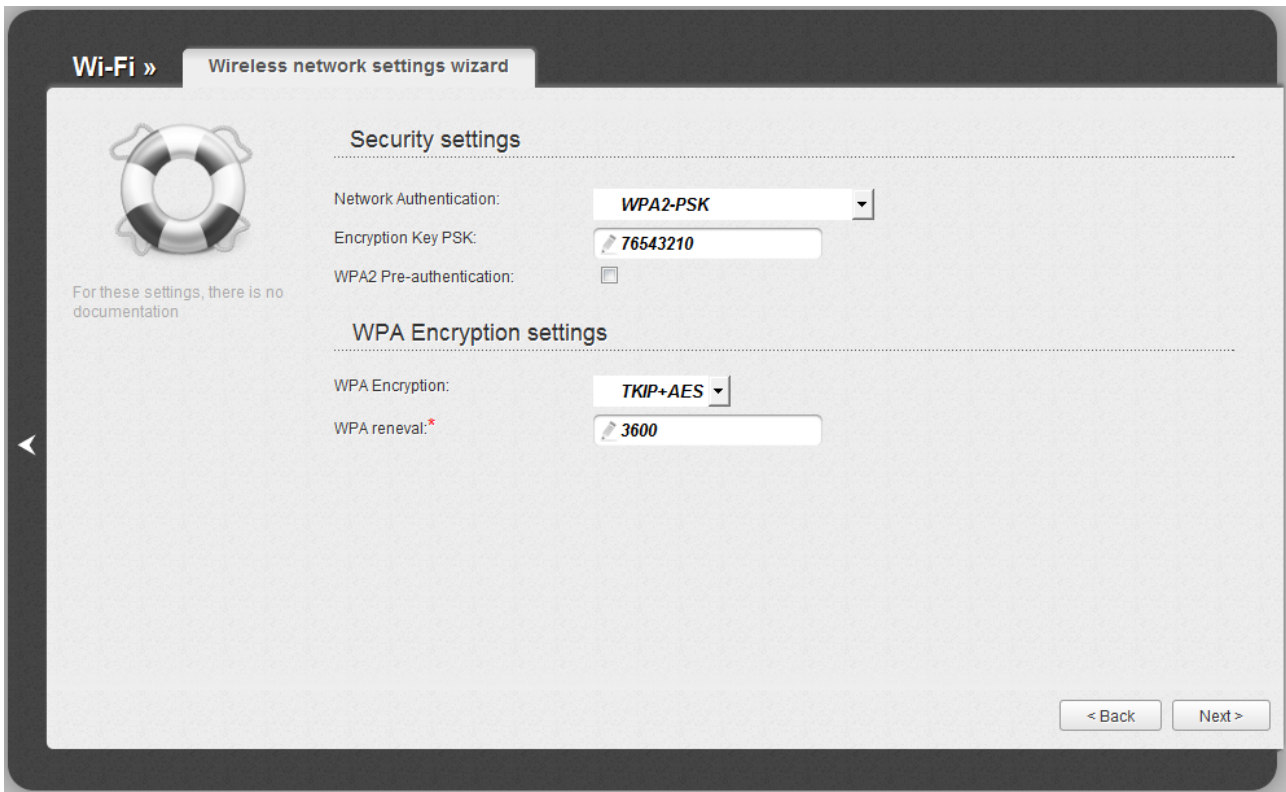 Wi-Fi »
Wireless network settings wizard
For these settings, there is no
documentation
Security settings
Network Authentication: WPA2-PSK
Encryption Key PSK: 76543210
WPA2 Pre-authentication:
WPA Encryption settings
WPA Encryption: TKIP+AES
WPA reneval:* 3600
< Back Next >